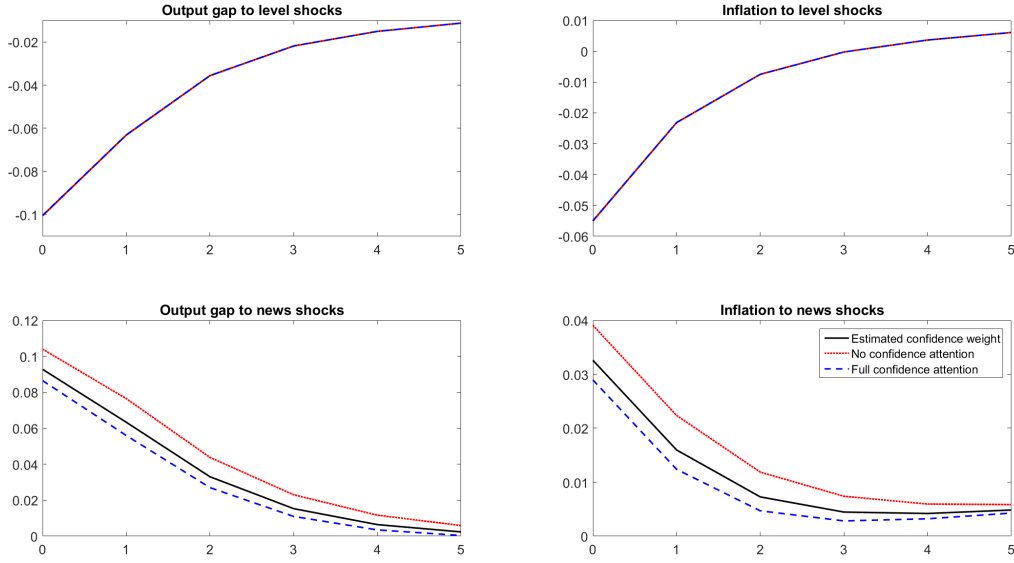 Output gap to level shocks
-0.02
-0.04
-0.06
-0.08
-0.1
0 1 2 3 4 5
Inflation to level shocks
0.01
0
-0.01
-0.02
-0.03
-0.04
-0.05
-0.06
0 1 2 3 4 5
Output gap to news shocks
0.12
0.1
0.08
0.06
0.04
0.02
0
0 1 2 3 4 5
Inflation to news shocks
0.04
0.03
0.02
0.01
0
0 1 2 3 4 5
Estimated confidence weight
No confidence attention
Full confidence attention